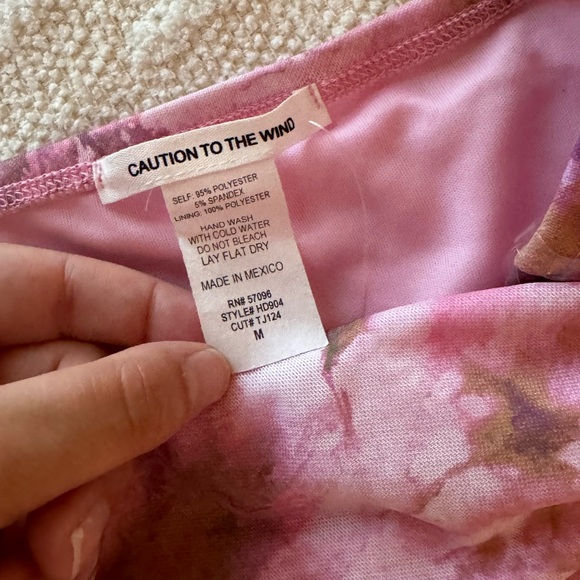 CAUTION TO THE WIND
SELF: 95% POLYESTER
5% SPANDEX
LINING: 100% POLYESTER
HAND WASH
WITH COLD WATER
DO NOT BLEACH
LAY FLAT DRY
MADE IN MEXICO
RN# 57096
STYLE# HD904
CUT# TJ124
M